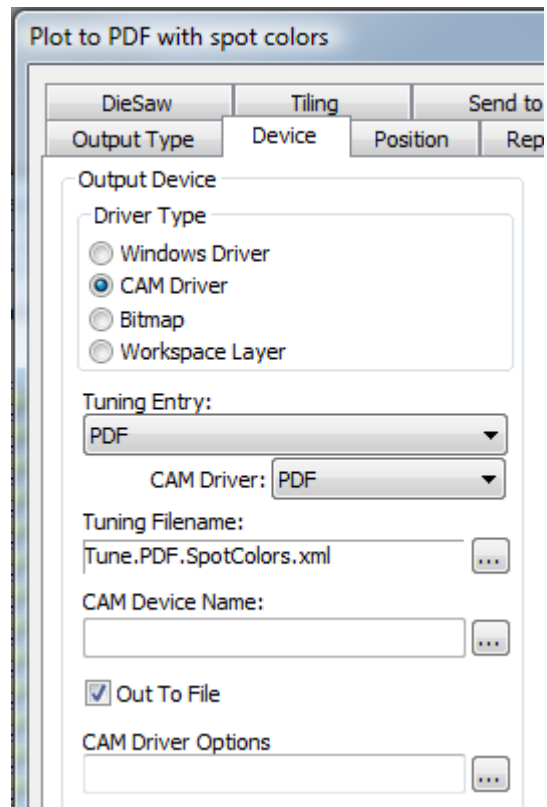 Plot to PDF with spot colors
DieSaw Tiling Send to
Output Type Device Position Rep
Output Device
Driver Type
Windows Driver
CAM Driver
Bitmap
Workspace Layer
Tuning Entry:
PDF
CAM Driver: PDF
Tuning Filename:
Tune.PDF.SpotColors.xml ...
CAM Device Name:
...
Out To File
CAM Driver Options
...